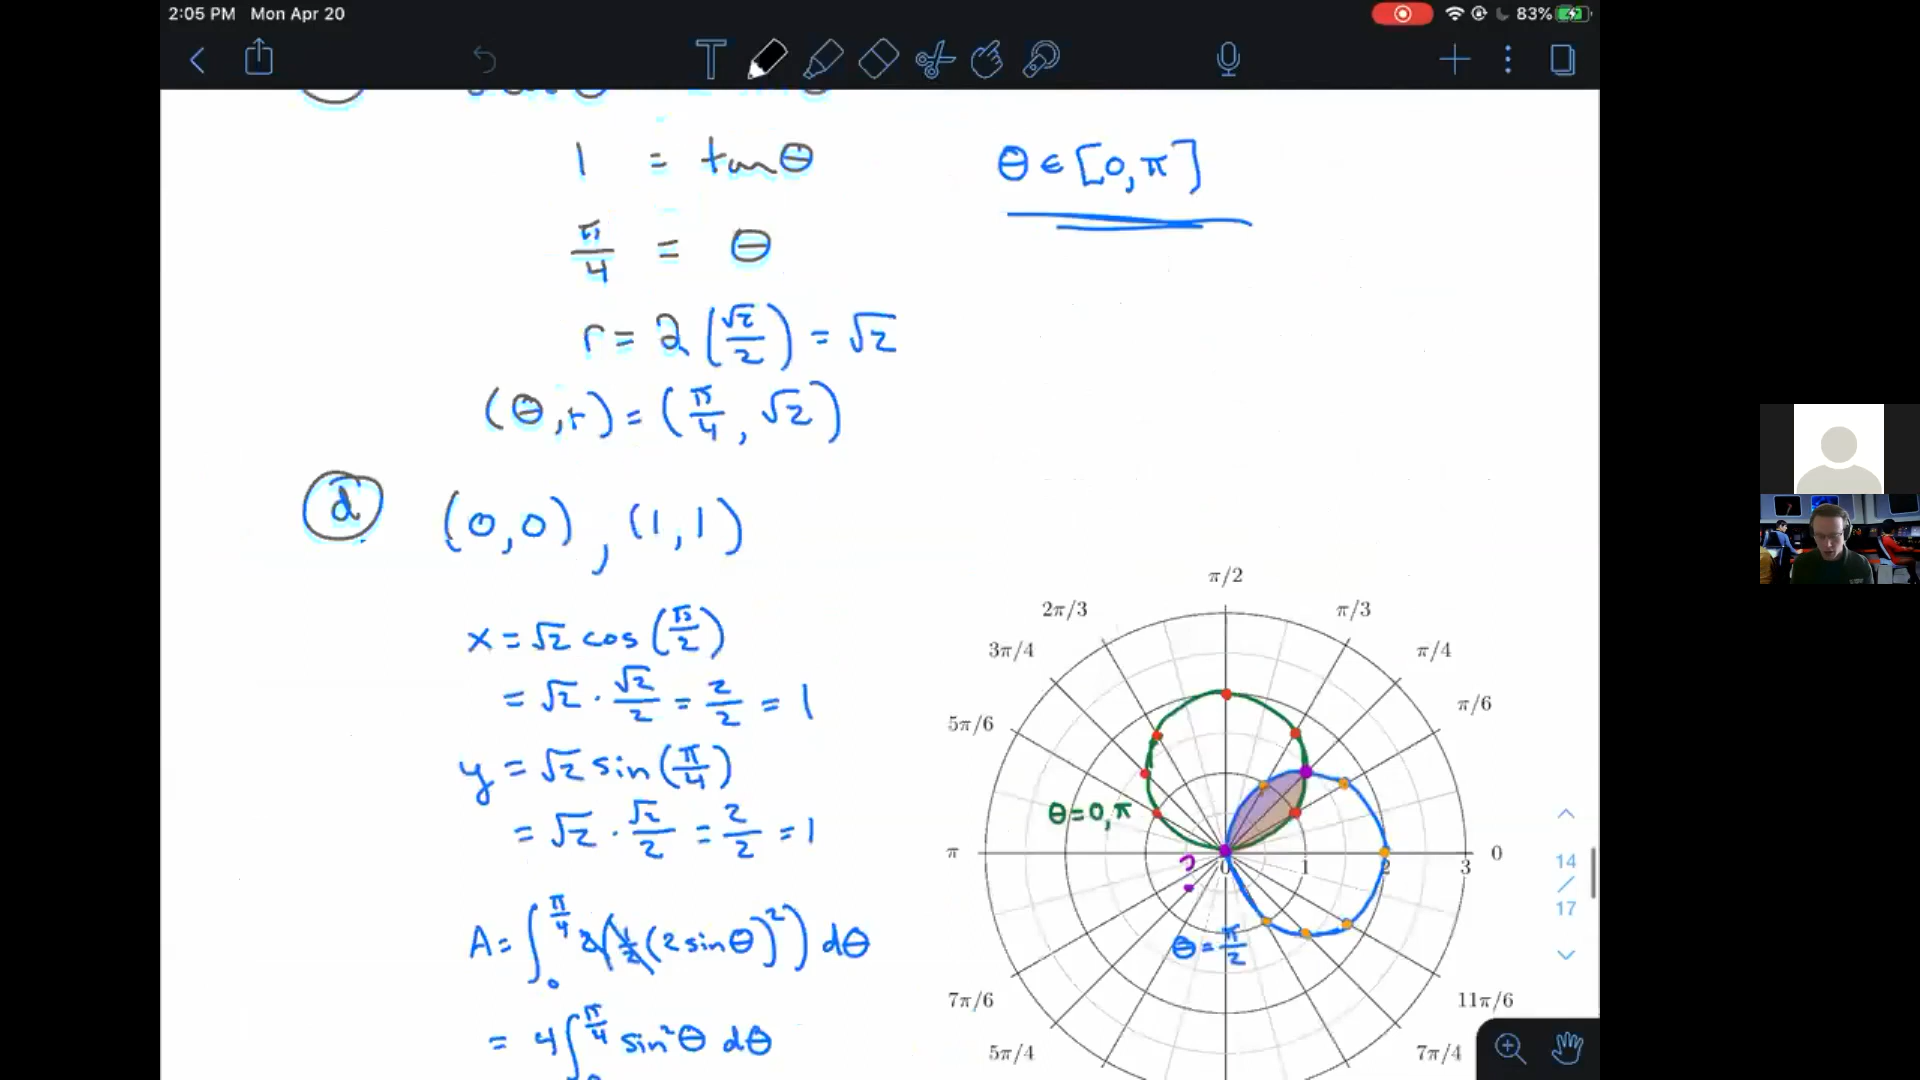 2:05 PM Mon Apr 20
83%
1 = tanθ
θ ∈ [0, π]
π/4 = θ
r = 2 (√2/2) = √2
(θ, r) = (π/4, √2)
d (0,0), (1,1)
x = √2 cos(π/2)
= √2 · √2/2 = 2/2 = 1
y = √2 sin(π/4)
= √2 · √2/2 = 2/2 = 1
A = ∫₀^(π/4) 2(1/2 (2 sinθ)²) dθ
= 4 ∫₀^(π/4) sin²θ dθ
π/2
2π/3
π/3
3π/4
π/4
5π/6
π/6
θ = 0, π
π
0
1
2
3
0
θ = π/2
7π/6
11π/6
5π/4
7π/4
14
/
17